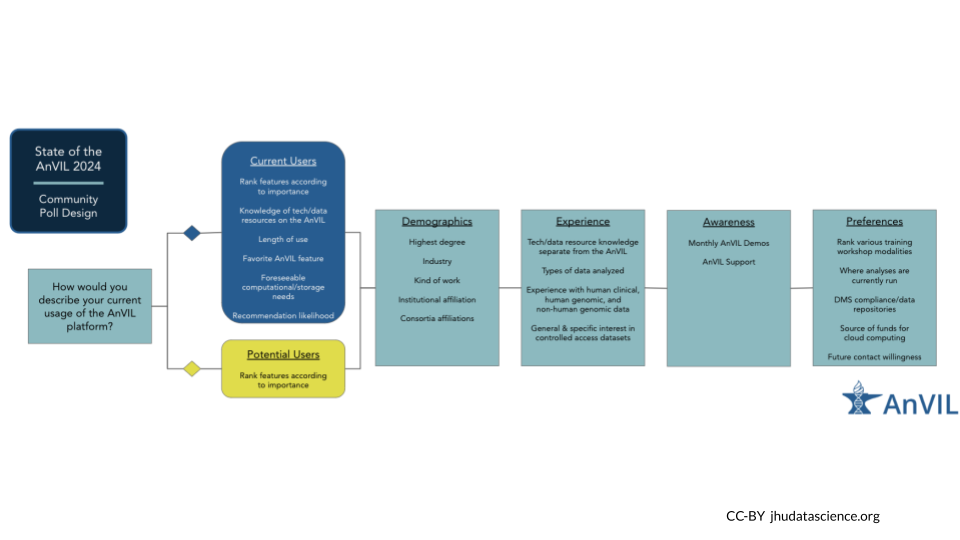 State of the
AnVIL 2024
Community
Poll Design
How would you
describe your current
usage of the AnVIL
platform?
Current Users
Rank features according
to importance
Knowledge of tech/data
resources on the AnVIL
Length of use
Favorite AnVIL feature
Foreseeable
computational/storage
needs
Recommendation likelihood
Potential Users
Rank features according
to importance
Demographics
Highest degree
Industry
Kind of work
Institutional affiliation
Consortia affiliations
Experience
Tech/data resource knowledge
separate from the AnVIL
Types of data analyzed
Experience with human clinical,
human genomic, and
non-human genomic data
General & specific interest in
controlled access datasets
Awareness
Monthly AnVIL Demos
AnVIL Support
Preferences
Rank various training
workshop modalities
Where analyses are
currently run
DMS compliance/data
repositories
Source of funds for
cloud computing
Future contact willingness
AnVIL
CC-BY jhudatascience.org